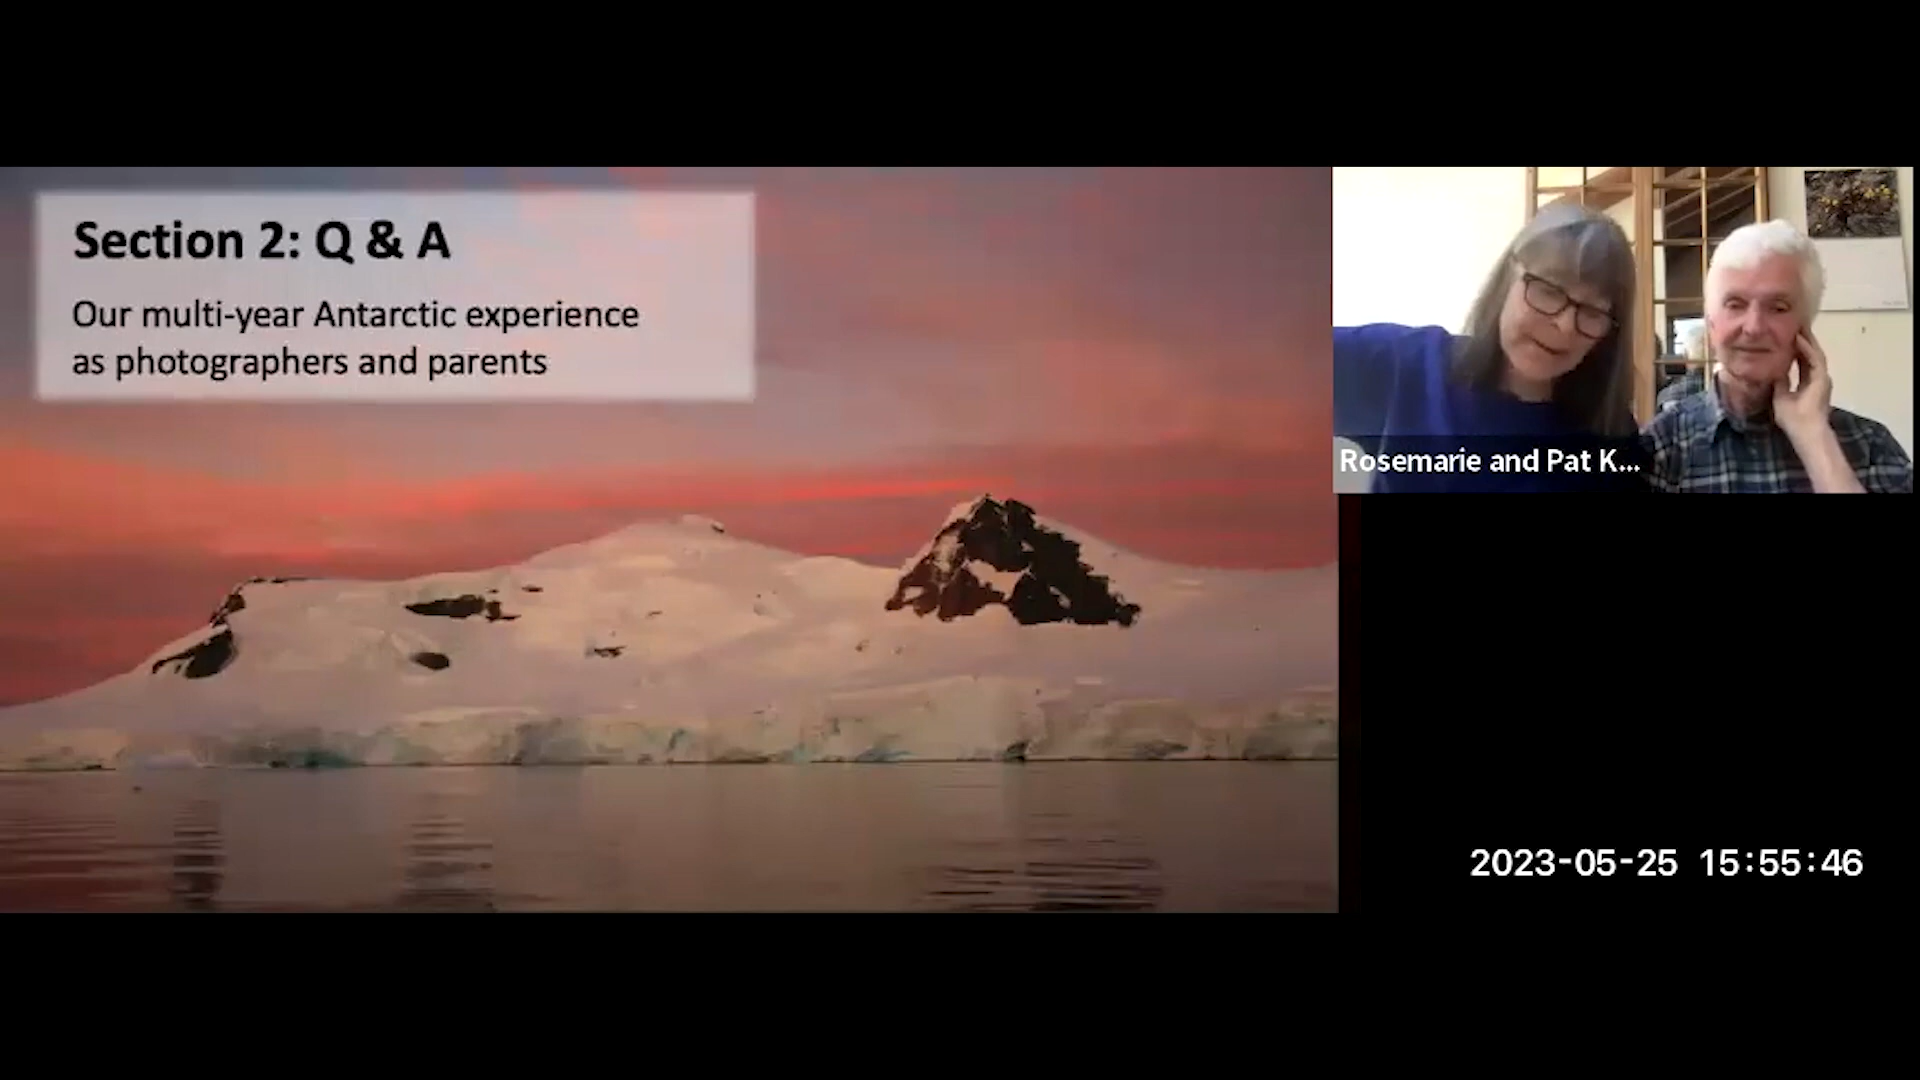 Section 2: Q & A
Our multi-year Antarctic experience
as photographers and parents
Rosemarie and Pat K...
2023-05-25 15:55:46